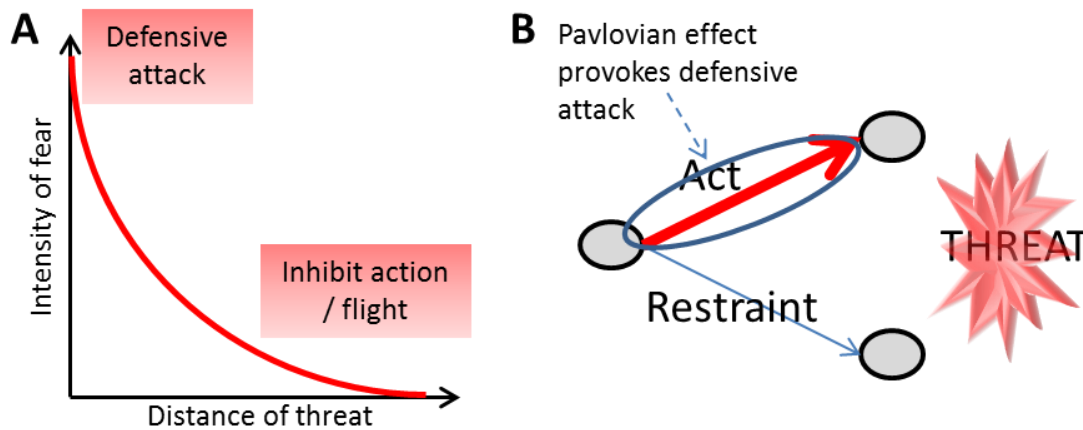 A
Defensive
attack
Intensity of fear
Inhibit action
/ flight
Distance of threat
B
Pavlovian effect
provokes defensive
attack
Act
THREAT
Restraint